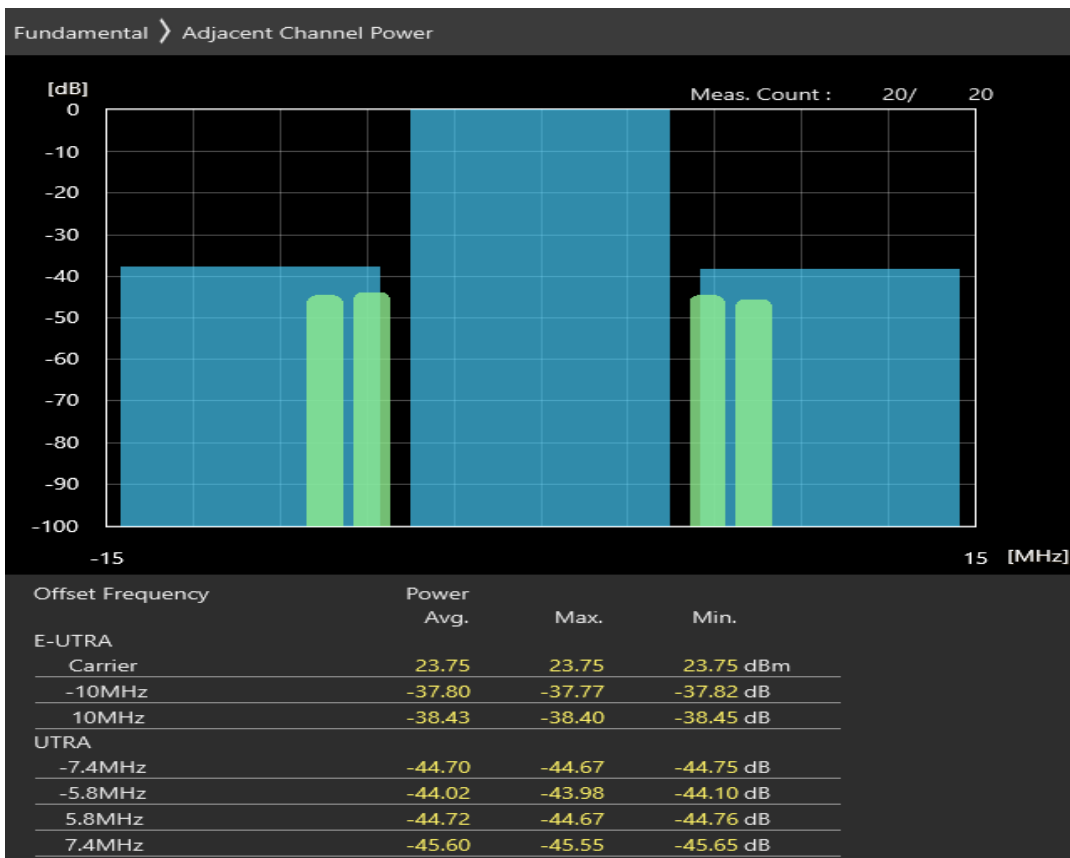 Fundamental ❯ Adjacent Channel Power
[dB]
Meas. Count : 20/ 20
0
-10
-20
-30
-40
-50
-60
-70
-80
-90
-100
-15 15 [MHz]
Offset Frequency Power
Avg. Max. Min.
E-UTRA
Carrier 23.75 23.75 23.75 dBm
-10MHz -37.80 -37.77 -37.82 dB
10MHz -38.43 -38.40 -38.45 dB
UTRA
-7.4MHz -44.70 -44.67 -44.75 dB
-5.8MHz -44.02 -43.98 -44.10 dB
5.8MHz -44.72 -44.67 -44.76 dB
7.4MHz -45.60 -45.55 -45.65 dB